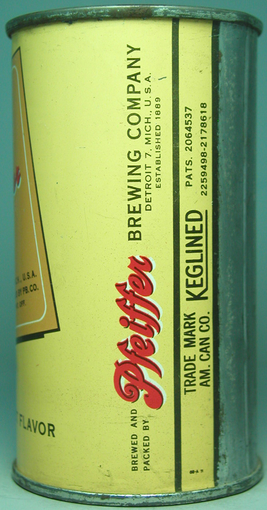 BREWED AND
PACKED BY
Pfeiffer BREWING COMPANY
DETROIT 7, MICH., U.S.A.
ESTABLISHED 1889
TRADE MARK KEGLINED PATS. 2064537
AM. CAN CO. 2259498-2178618
, U.S.A.
CO.
FLAVOR